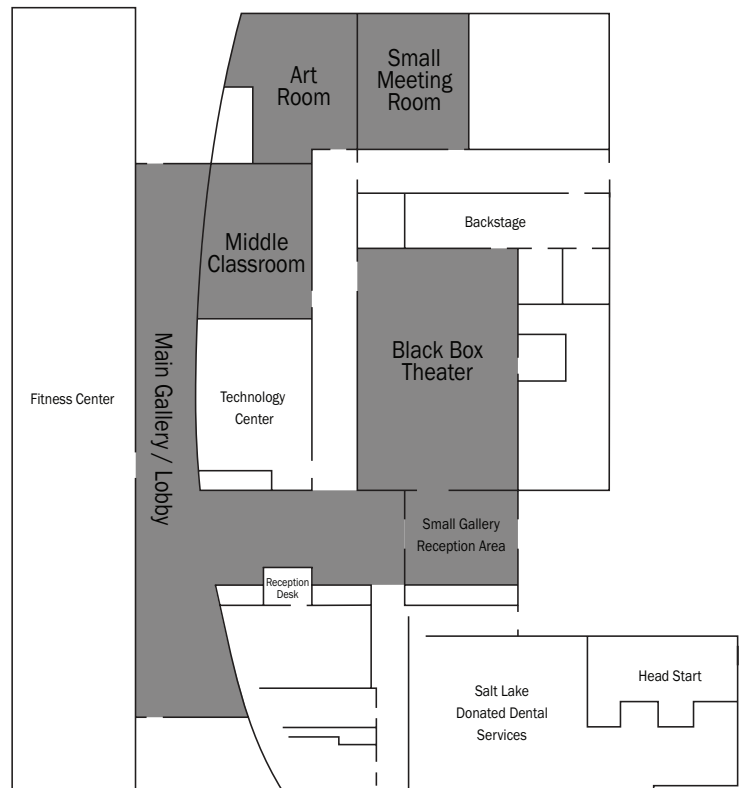 Art
Room
Small
Meeting
Room
Backstage
Middle
Classroom
Black Box
Theater
Main Gallery / Lobby
Fitness Center
Technology
Center
Small Gallery
Reception Area
Reception
Desk
Salt Lake
Donated Dental
Services
Head Start